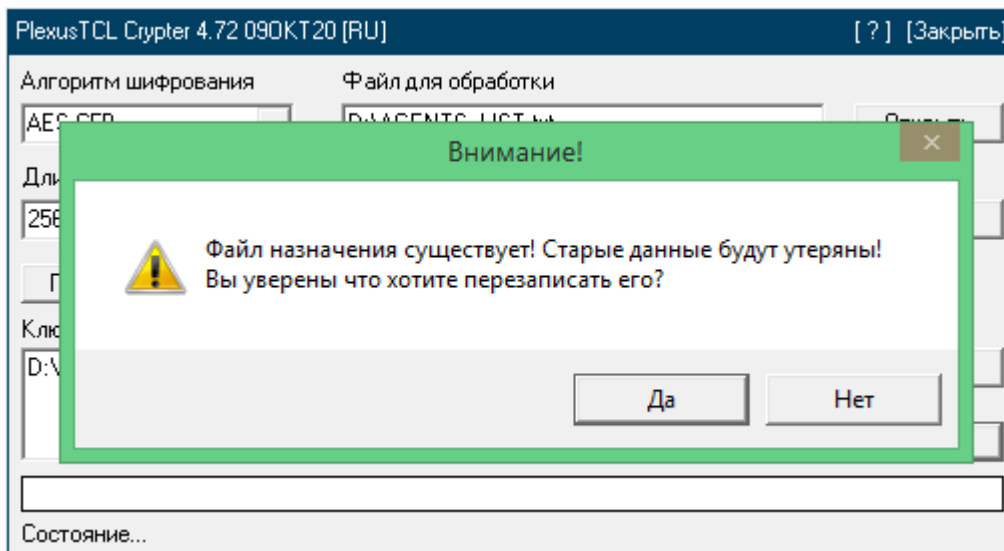 PlexusTCL Crypter 4.72 09OKT20 [RU] [ ? ] [Закрыть]
Алгоритм шифрования Файл для обработки
Внимание!
256
Файл назначения существует! Старые данные будут утеряны!
Вы уверены что хотите перезаписать его?
D:\
Да Нет
Состояние...